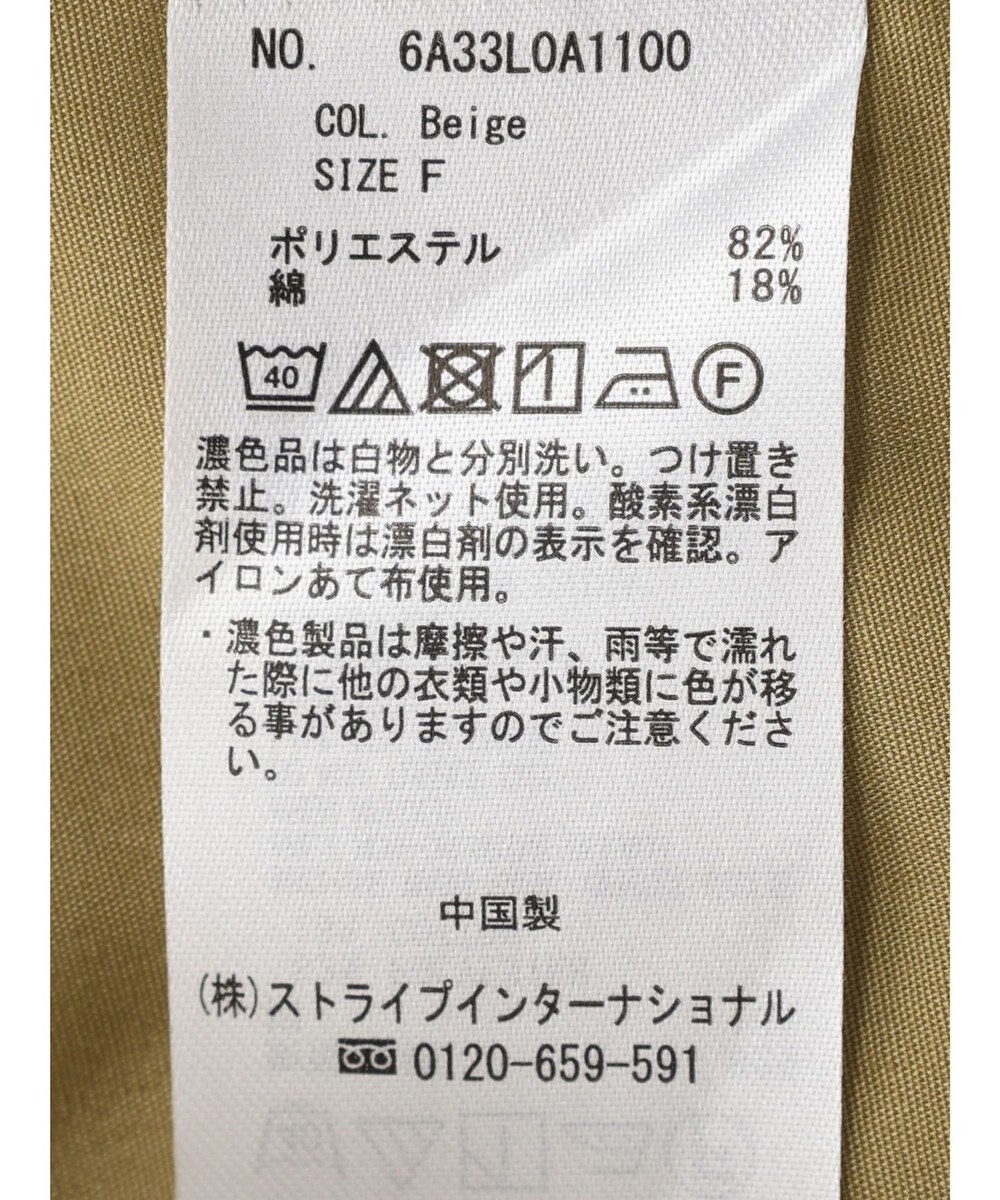 NO. 6A33L0A1100
COL. Beige
SIZE F
ポリエステル 82%
綿 18%
40
F
濃色品は白物と分別洗い。つけ置き
禁止。洗濯ネット使用。酸素系漂白
剤使用時は漂白剤の表示を確認。ア
イロンあて布使用。
・濃色製品は摩擦や汗、雨等で濡れ
た際に他の衣類や小物類に色が移
る事がありますのでご注意くださ
い。
中国製
(株)ストライプインターナショナル
0120-659-591